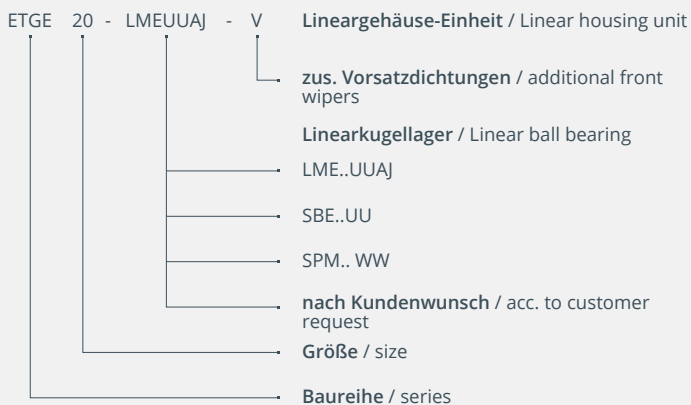 ETGE 20 - LMEUUAJ - V Lineargehäuse-Einheit / Linear housing unit
zus. Vorsatzdichtungen / additional front
wipers
Linearkugellager / Linear ball bearing
LME..UUAJ
SBE..UU
SPM.. WW
nach Kundenwunsch / acc. to customer
request
Größe / size
Baureihe / series